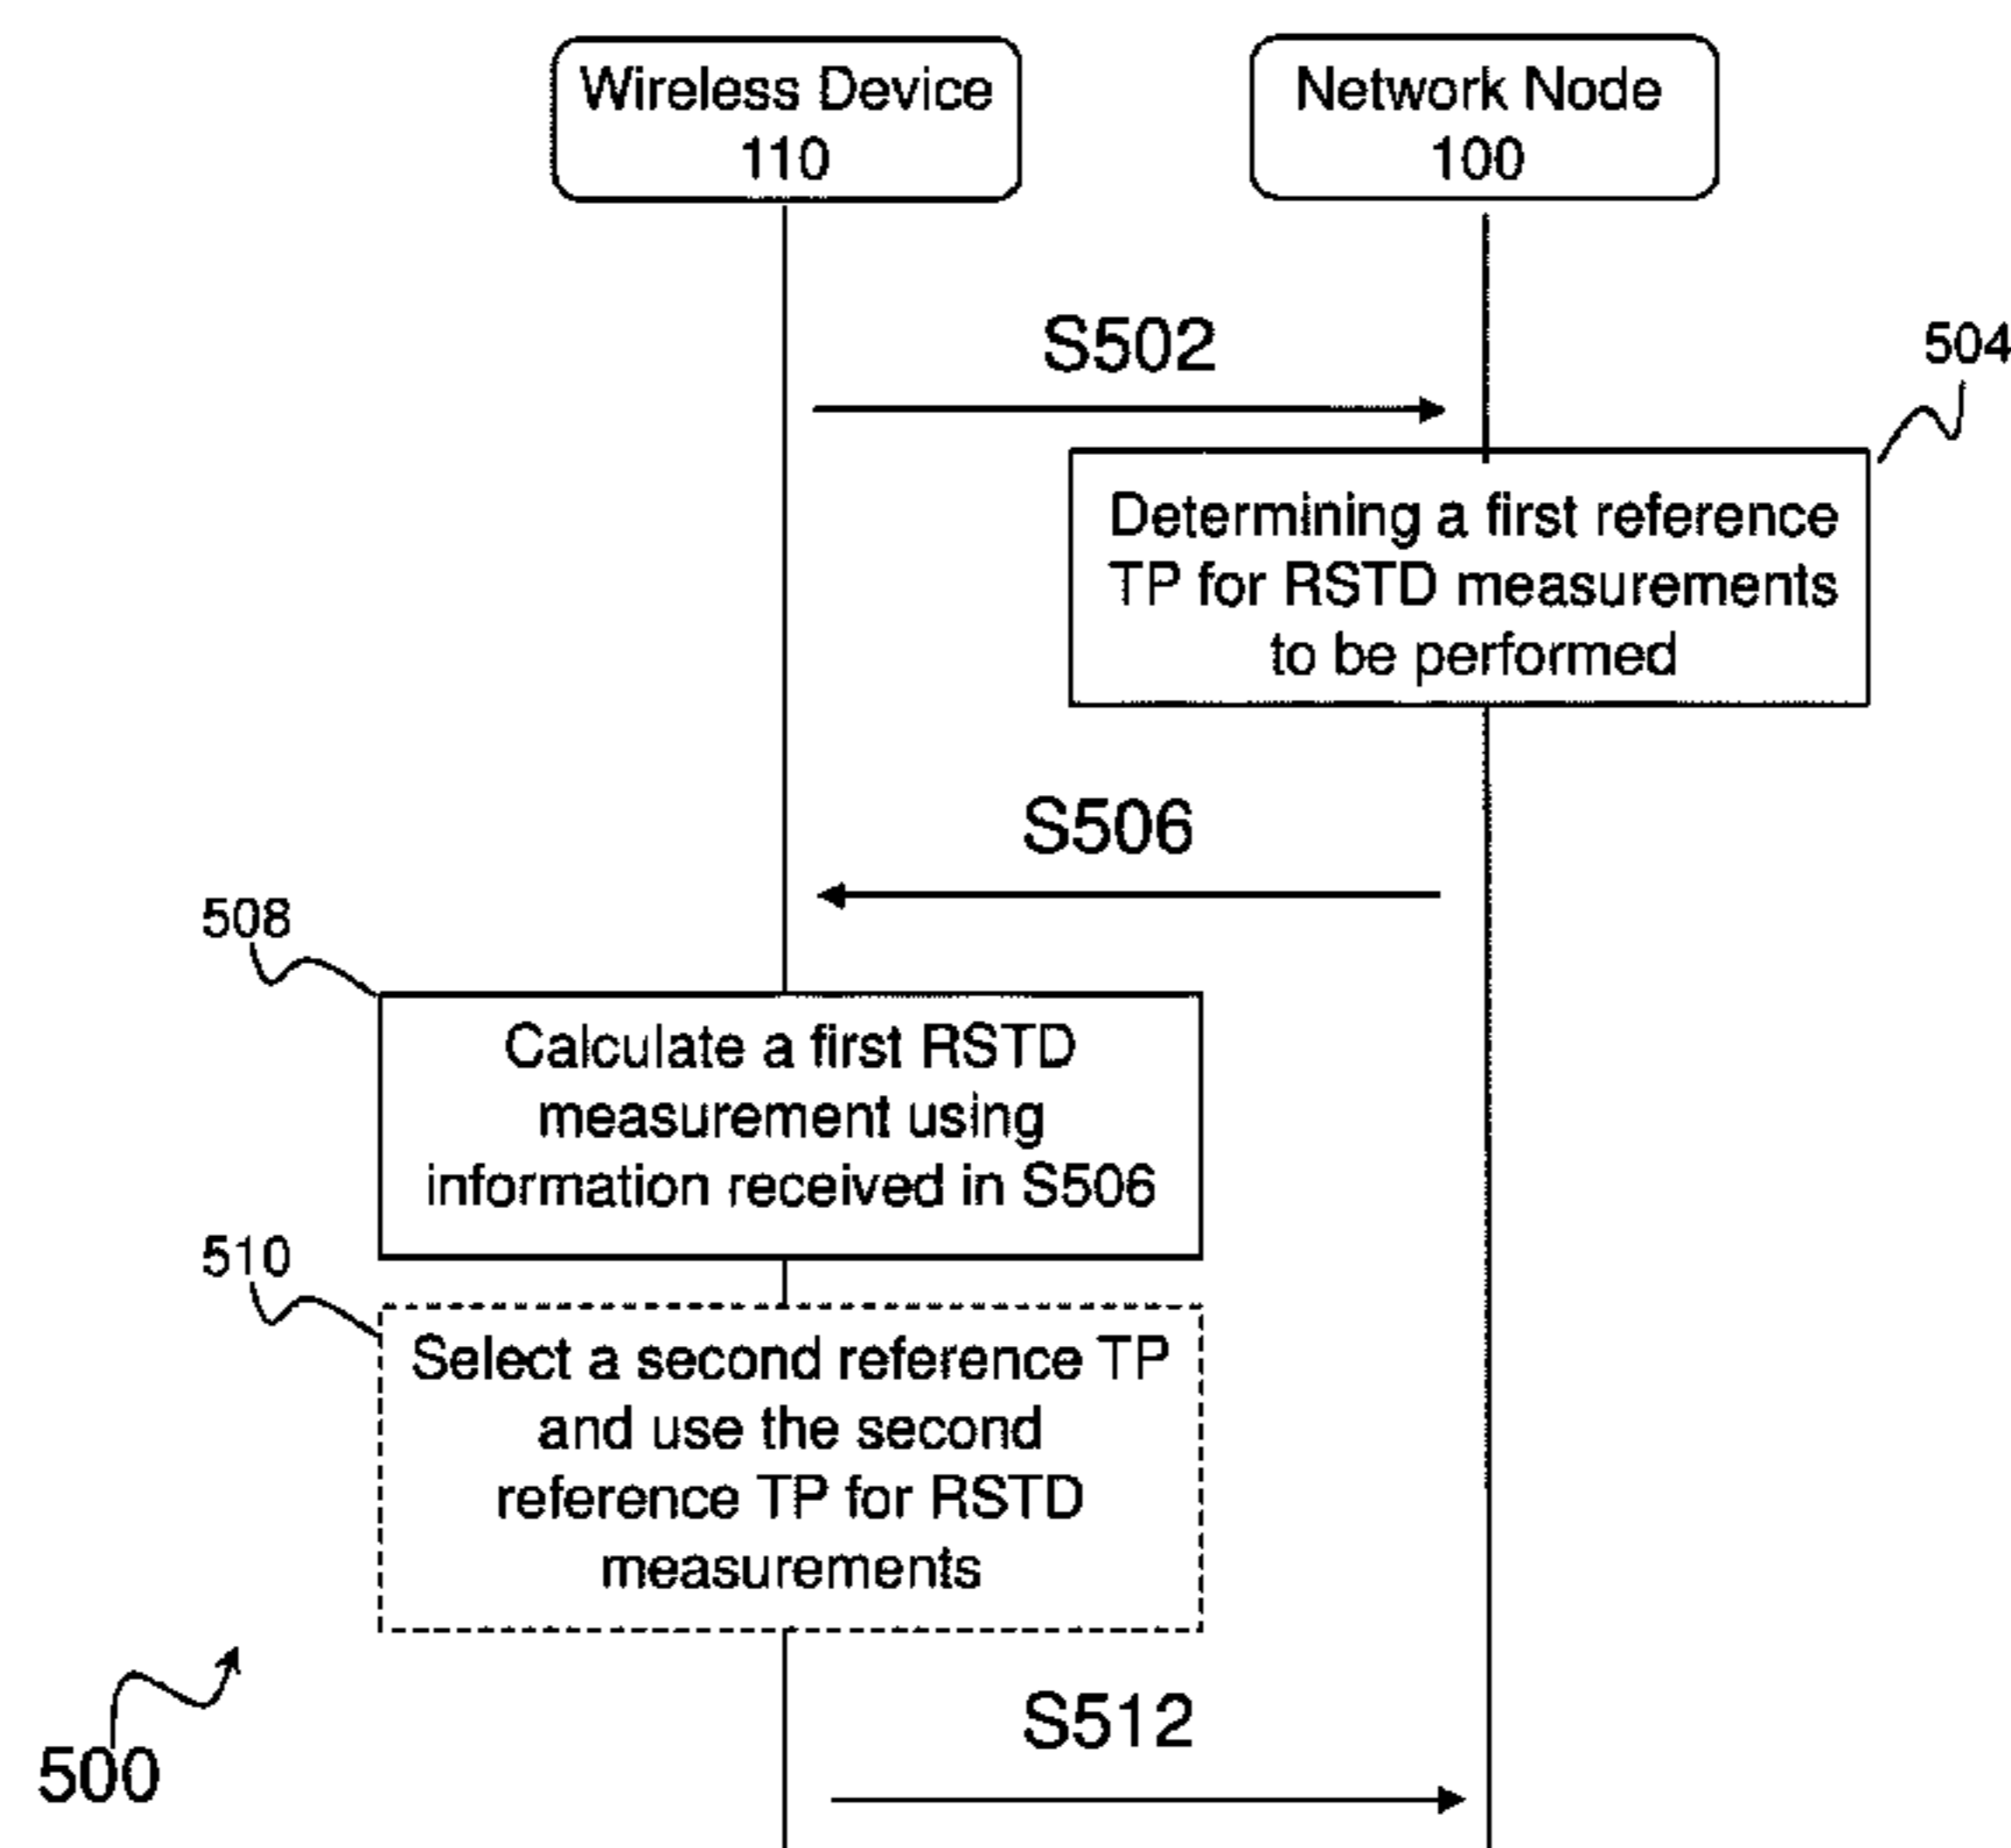 Wireless Device
110
Network Node
100
S502
504
Determining a first reference
TP for RSTD measurements
to be performed
S506
508
Calculate a first RSTD
measurement using
information received in S506
510
Select a second reference TP
and use the second
reference TP for RSTD
measurements
S512
500